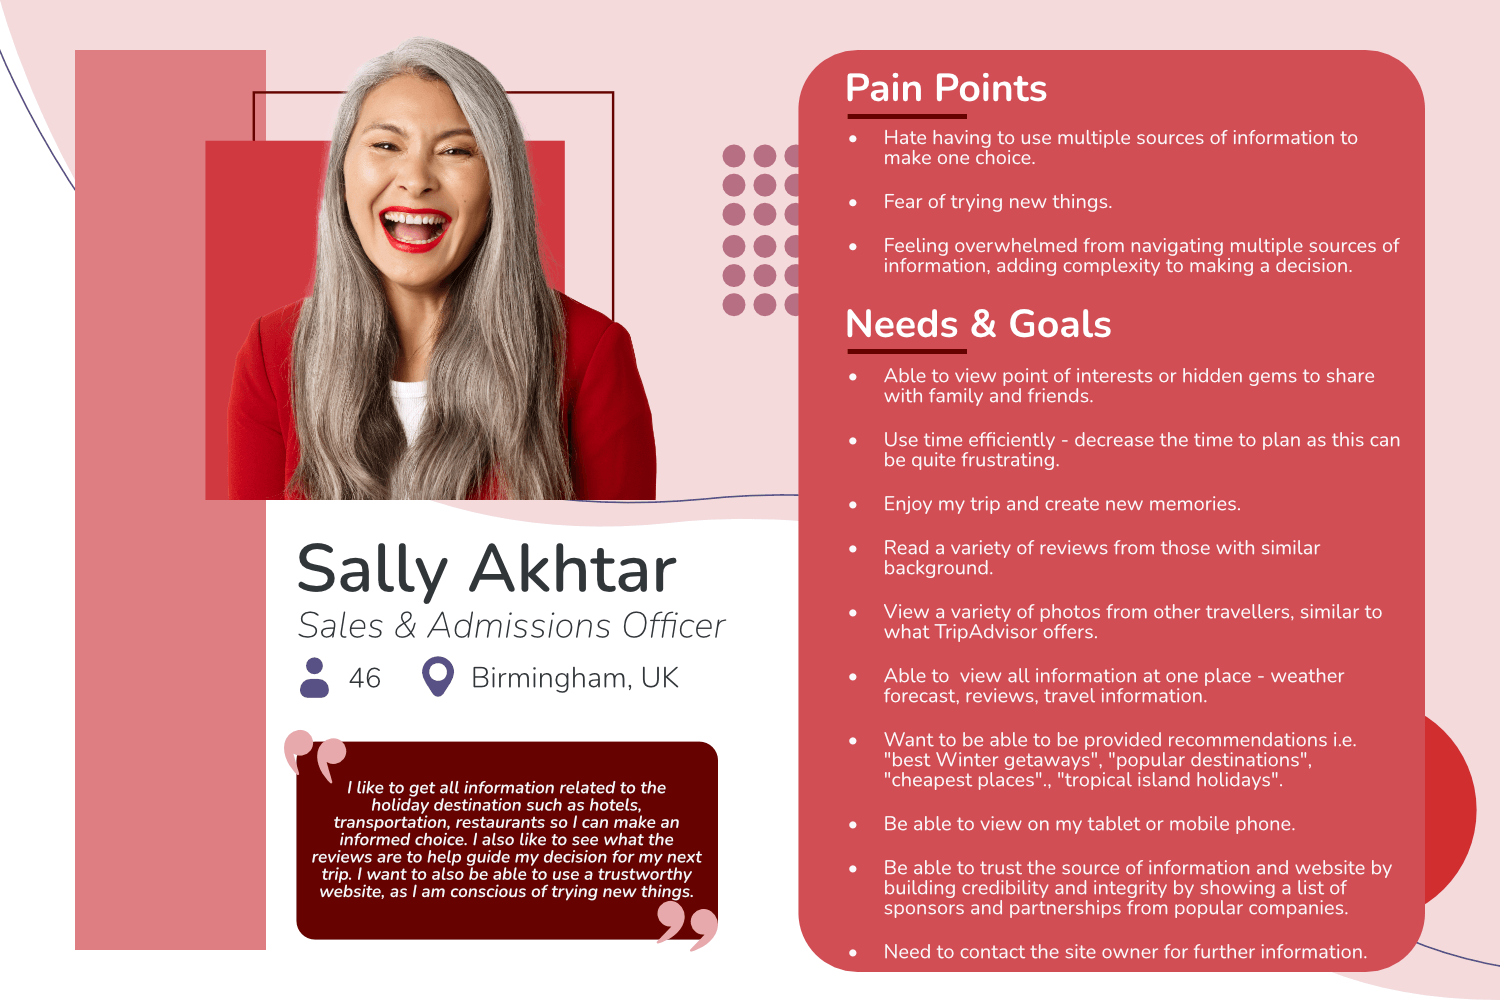 Sally Akhtar
Sales & Admissions Officer
46
Birmingham, UK
I like to get all information related to the
holiday destination such as hotels,
transportation, restaurants so I can make an
informed choice. I also like to see what the
reviews are to help guide my decision for my next
trip. I want to also be able to use a trustworthy
website, as I am conscious of trying new things.
Pain Points
• Hate having to use multiple sources of information to
make one choice.
• Fear of trying new things.
• Feeling overwhelmed from navigating multiple sources of
information, adding complexity to making a decision.
Needs & Goals
• Able to view point of interests or hidden gems to share
with family and friends.
• Use time efficiently - decrease the time to plan as this can
be quite frustrating.
• Enjoy my trip and create new memories.
• Read a variety of reviews from those with similar
background.
• View a variety of photos from other travellers, similar to
what TripAdvisor offers.
• Able to  view all information at one place - weather
forecast, reviews, travel information.
• Want to be able to be provided recommendations i.e.
"best Winter getaways", "popular destinations",
"cheapest places"., "tropical island holidays".
• Be able to view on my tablet or mobile phone.
• Be able to trust the source of information and website by
building credibility and integrity by showing a list of
sponsors and partnerships from popular companies.
• Need to contact the site owner for further information.